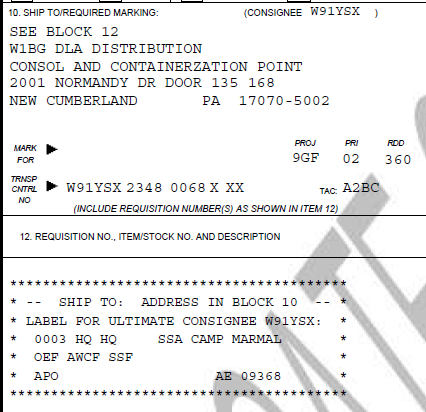 10. SHIP TO/REQUIRED MARKING: (CONSIGNEE W91YSX )
SEE BLOCK 12
W1BG DLA DISTRIBUTION
CONSOL AND CONTAINERZATION POINT
2001 NORMANDY DR DOOR 135 168
NEW CUMBERLAND PA 17070-5002
MARK FOR
PROJ PRI RDD
9GF 02 360
TRNSP CNTRL NO
W91YSX 2348 0068 X XX TAC: A2BC
(INCLUDE REQUISITION NUMBER(S) AS SHOWN IN ITEM 12)
12. REQUISITION NO., ITEM/STOCK NO. AND DESCRIPTION
*****************************************
* -- SHIP TO: ADDRESS IN BLOCK 10 -- *
* LABEL FOR ULTIMATE CONSIGNEE W91YSX: *
* 0003 HQ HQ SSA CAMP MARMAL *
* OEF AWCF SSF *
* APO AE 09368 *
*****************************************